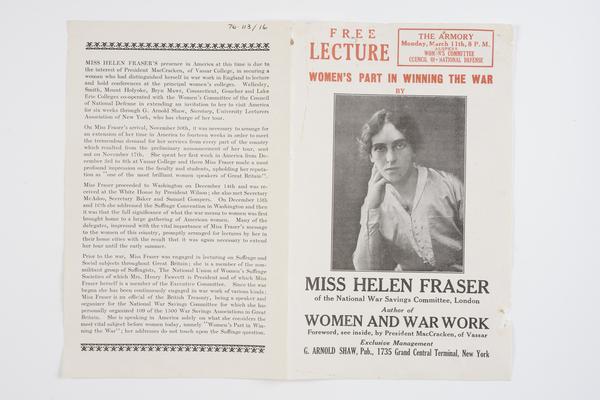 74-113/16
MISS HELEN FRASER'S presence in America at this time is due to
the interest of President MacCracken, of Vassar College, in securing a
woman who had distinguished herself in war work in England to lecture
and hold conferences at the principal women's colleges. Wellesley,
Smith, Mount Holyoke, Bryn Mawr, Connecticut, Goucher and Lake
Erie Colleges co-operated with the Women's Committee of the Council
of National Defense in extending an invitation to her to visit America
for six weeks through G. Arnold Shaw, Secretary, University Lecturers
Association of New York, who has charge of her tour.
On Miss Fraser's arrival, November 30th, it was necessary to arrange for
an extension of her time in America to fourteen weeks in order to meet
the tremendous demand for her services from every part of the country
which resulted from the preliminary announcement of her tour, sent
out on November 17th. She spent her first week in America from De-
cember 3rd to 8th at Vassar College and there Miss Fraser made a most
profound impression on the faculty and students, upholding her reputa-
tion as "one of the most brilliant women speakers of Great Britain".
Miss Fraser proceeded to Washington on December 14th and was re-
ceived at the White House by President Wilson; she also met Secretary
McAdoo, Secretary Baker and Samuel Gompers. On December 15th
and 16th she addressed the Suffrage Convention in Washington and then
it was that the full significance of what the war means to women was first
brought home to a large gathering of American women. Many of the
delegates, impressed with the vital importance of Miss Fraser's message
to the women of this country, promptly arranged for lectures by her in
their home cities with the result that it was again necessary to extend
her tour until the early summer.
Prior to the war, Miss Fraser was engaged in lecturing on Suffrage and
Social subjects throughout Great Britain; she is a member of the non-
militant group of Suffragists, The National Union of Women's Suffrage
Societies of which Mrs. Henry Fawcett is President and of which Miss
Fraser herself is a member of the Executive Committee. Since the war
began she has been continuously engaged in war work of various kinds;
Miss Fraser is an official of the British Treasury, being a speaker and
organizer for the National War Savings Committee for which she has
personally organized 109 of the 1500 War Savings Associations in Great
Britain. She is speaking in America solely on what she considers the
most vital subject before women today, namely "Women's Part in Win-
ning the War"; her addresses do not touch upon the Suffrage question.
FREE
LECTURE
THE ARMORY
Monday, March 11th, 8 P. M.
AUSPICES
WOMEN'S COMMITTEE
COUNCIL OF NATIONAL DEFENSE
WOMEN'S PART IN WINNING THE WAR
BY
MISS HELEN FRASER
of the National War Savings Committee, London
Author of
WOMEN AND WAR WORK
Foreword, see inside, by President MacCracken, of Vassar
Exclusive Management
G. ARNOLD SHAW, Pub., 1735 Grand Central Terminal, New York